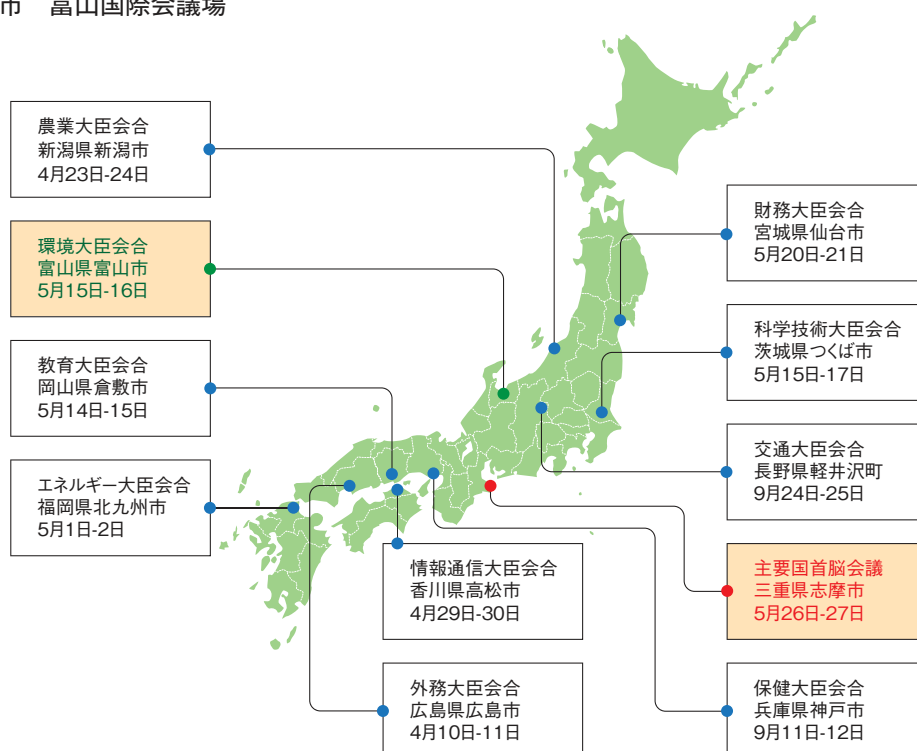 市 富山国際会議場
農業大臣会合
新潟県新潟市
4月23日-24日
環境大臣会合
富山県富山市
5月15日-16日
教育大臣会合
岡山県倉敷市
5月14日-15日
エネルギー大臣会合
福岡県北九州市
5月1日-2日
財務大臣会合
宮城県仙台市
5月20日-21日
科学技術大臣会合
茨城県つくば市
5月15日-17日
交通大臣会合
長野県軽井沢町
9月24日-25日
主要国首脳会議
三重県志摩市
5月26日-27日
情報通信大臣会合
香川県高松市
4月29日-30日
外務大臣会合
広島県広島市
4月10日-11日
保健大臣会合
兵庫県神戸市
9月11日-12日